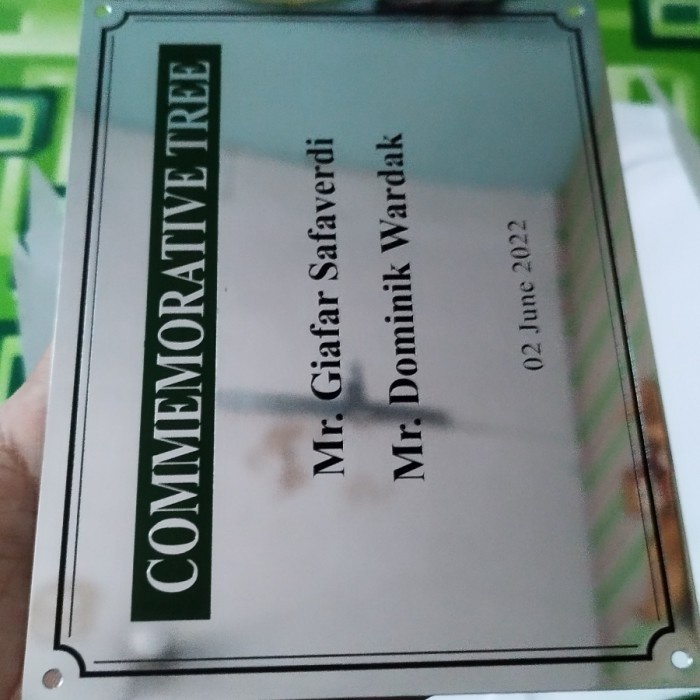 COMMEMORATIVE TREE
Mr. Giafar Safaverdi
Mr. Dominik Wardak
02 June 2022